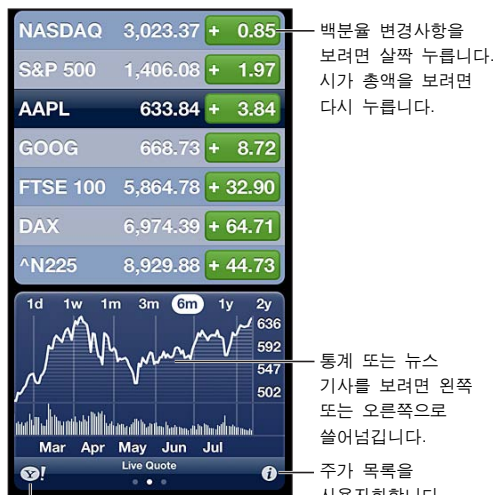 NASDAQ 3,023.37 + 0.85
S&P 500 1,406.08 + 1.97
AAPL 633.84 + 3.84
GOOG 668.73 + 8.72
FTSE 100 5,864.78 + 32.90
DAX 6,974.39 + 64.71
^N225 8,929.88 + 44.73
백분율 변경사항을
보려면 살짝 누릅니다.
시가 총액을 보려면
다시 누릅니다.
1d 1w 1m 3m 6m 1y 2y
636
592
547
502
Mar Apr May Jun Jul
Live Quote
Y!
i
통계 또는 뉴스
기사를 보려면 왼쪽
또는 오른쪽으로
쓸어넘깁니다.
주가 목록을